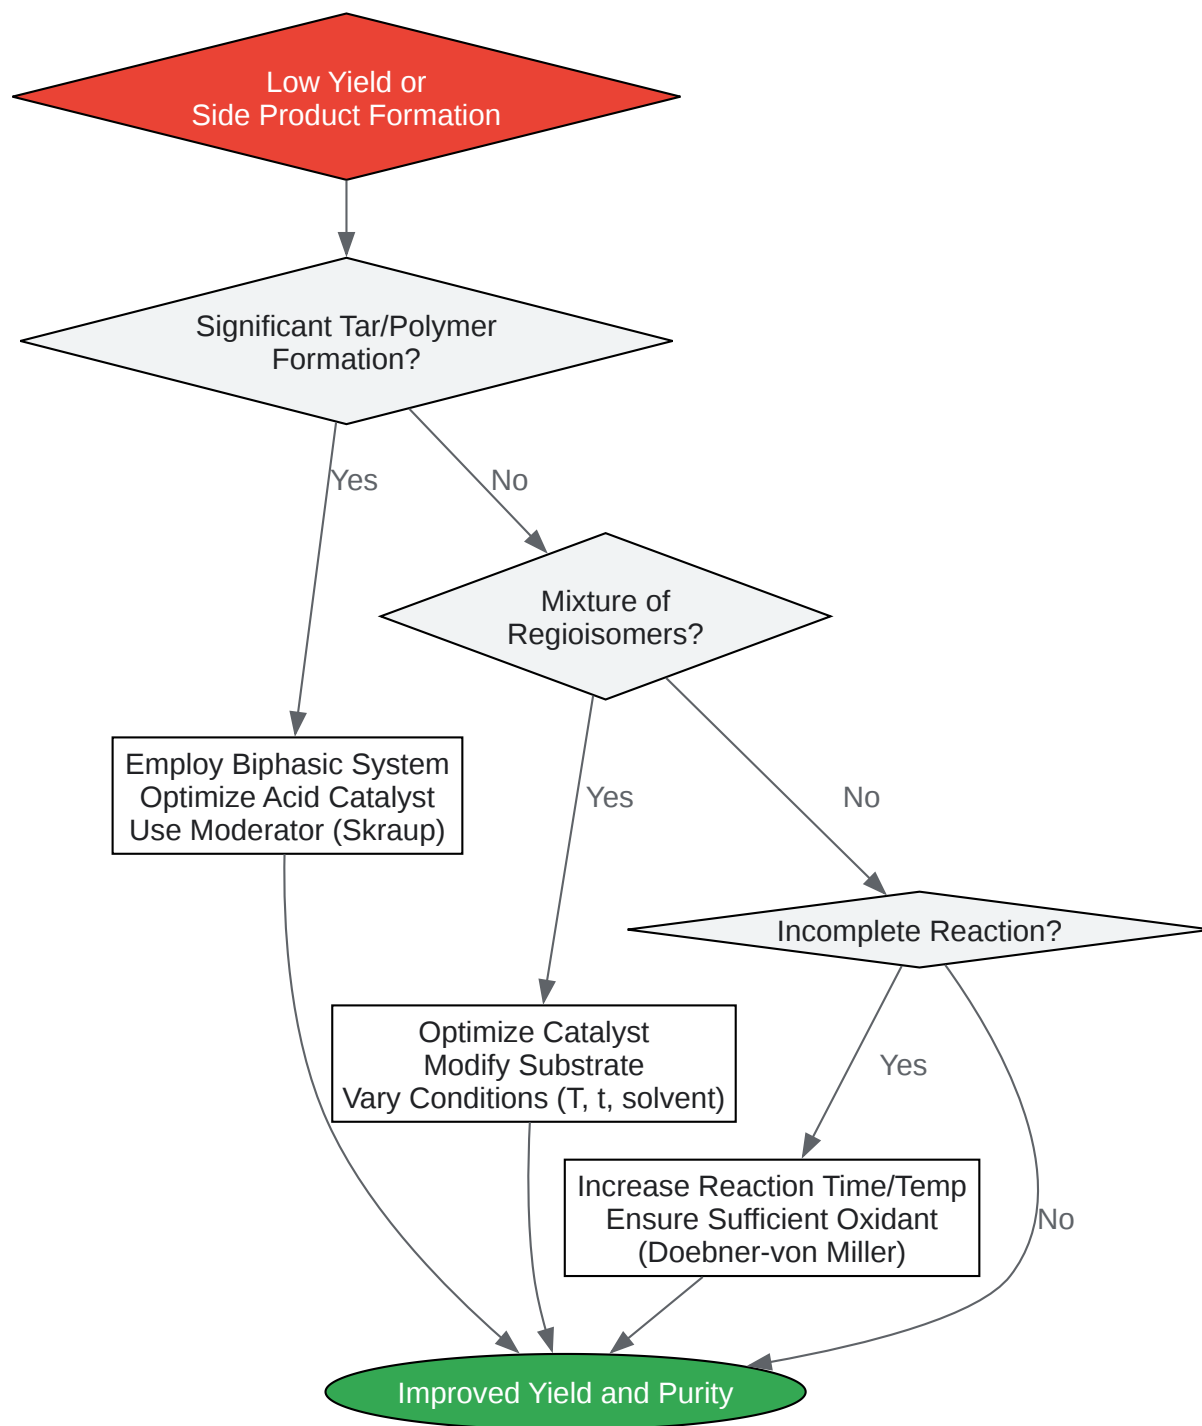 Low Yield or
Side Product Formation
Significant Tar/Polymer
Formation?
Yes
No
Mixture of
Regioisomers?
Employ Biphasic System
Optimize Acid Catalyst
Use Moderator (Skraup)
Yes
No
Incomplete Reaction?
Optimize Catalyst
Modify Substrate
Vary Conditions (T, t, solvent)
Yes
Increase Reaction Time/Temp
Ensure Sufficient Oxidant
(Doebner-von Miller)
No
Improved Yield and Purity